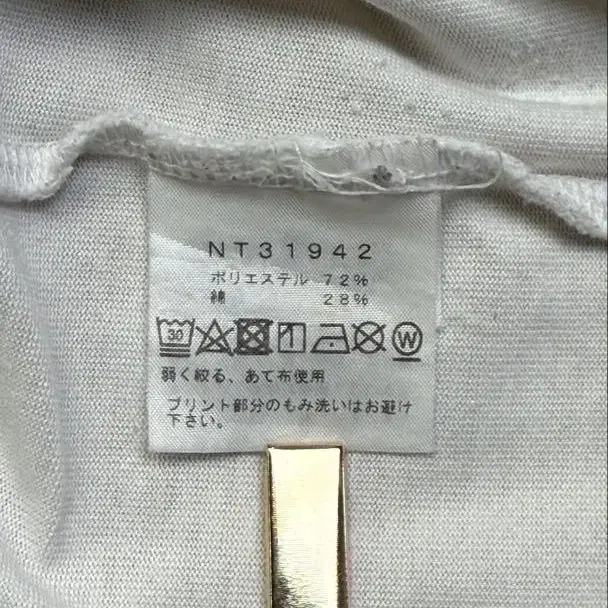 NT31942
ポリエステル 72%
綿 28%
30 W
弱く絞る、あて布使用
プリント部分のもみ洗いはお避け
下さい。